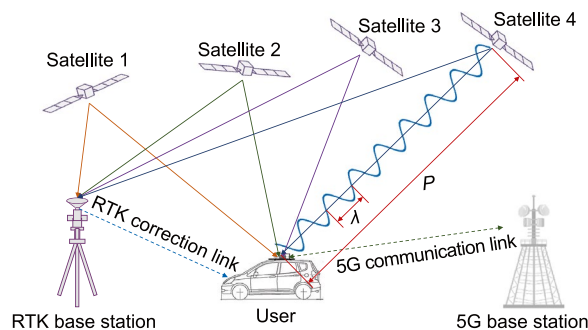 Satellite 1
Satellite 2
Satellite 3
Satellite 4
P
λ
RTK correction link
5G communication link
RTK base station
User
5G base station